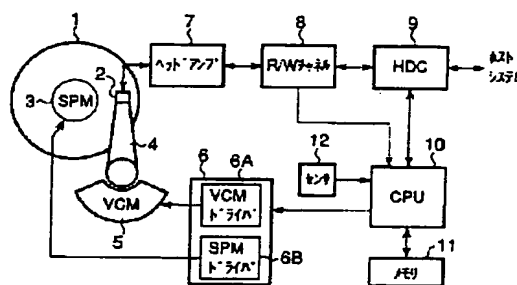 1
7
8
9
ヘッドアンプ
R/Wチャネル
HDC
ホスト
システム
2
3
SPM
4
12
10
6
6A
センサ
CPU
VCM
VCM
ドライバ
5
SPM
ドライバ
6B
11
メモリ